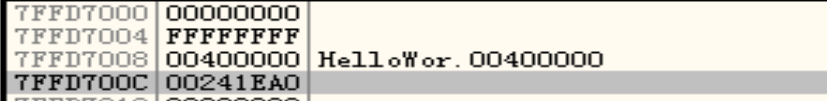 7FFD7000 00000000
7FFD7004 FFFFFFFF
7FFD7008 00400000 HelloWor.00400000
7FFD700C 00241EA0